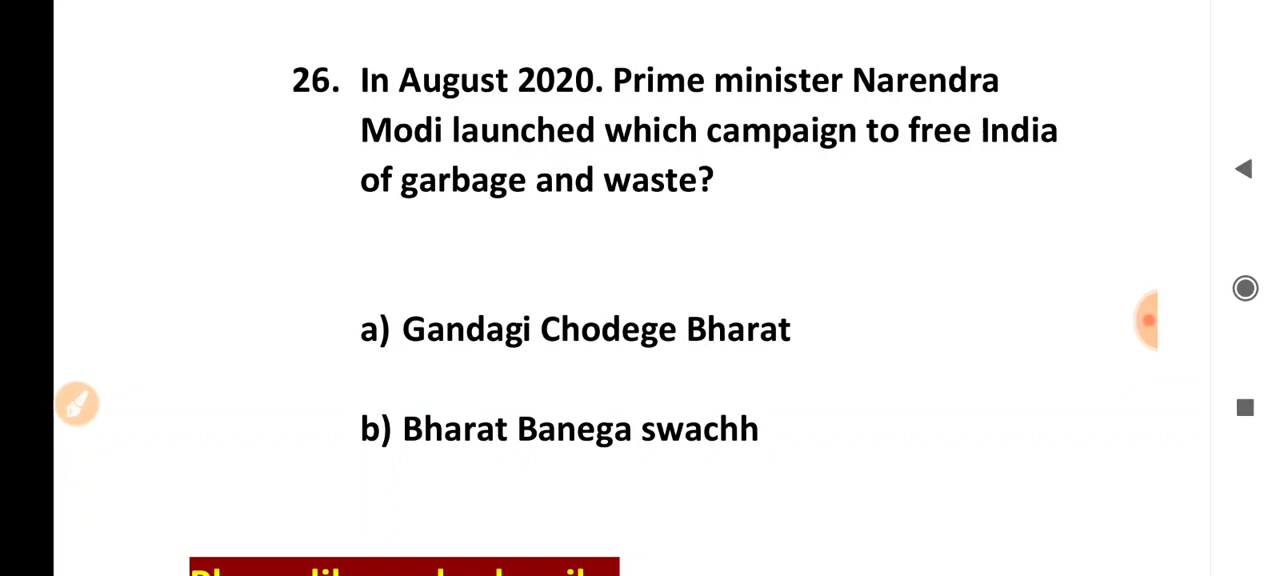 26. In August 2020. Prime minister Narendra
Modi launched which campaign to free India
of garbage and waste?
a) Gandagi Chodege Bharat
b) Bharat Banega swachh